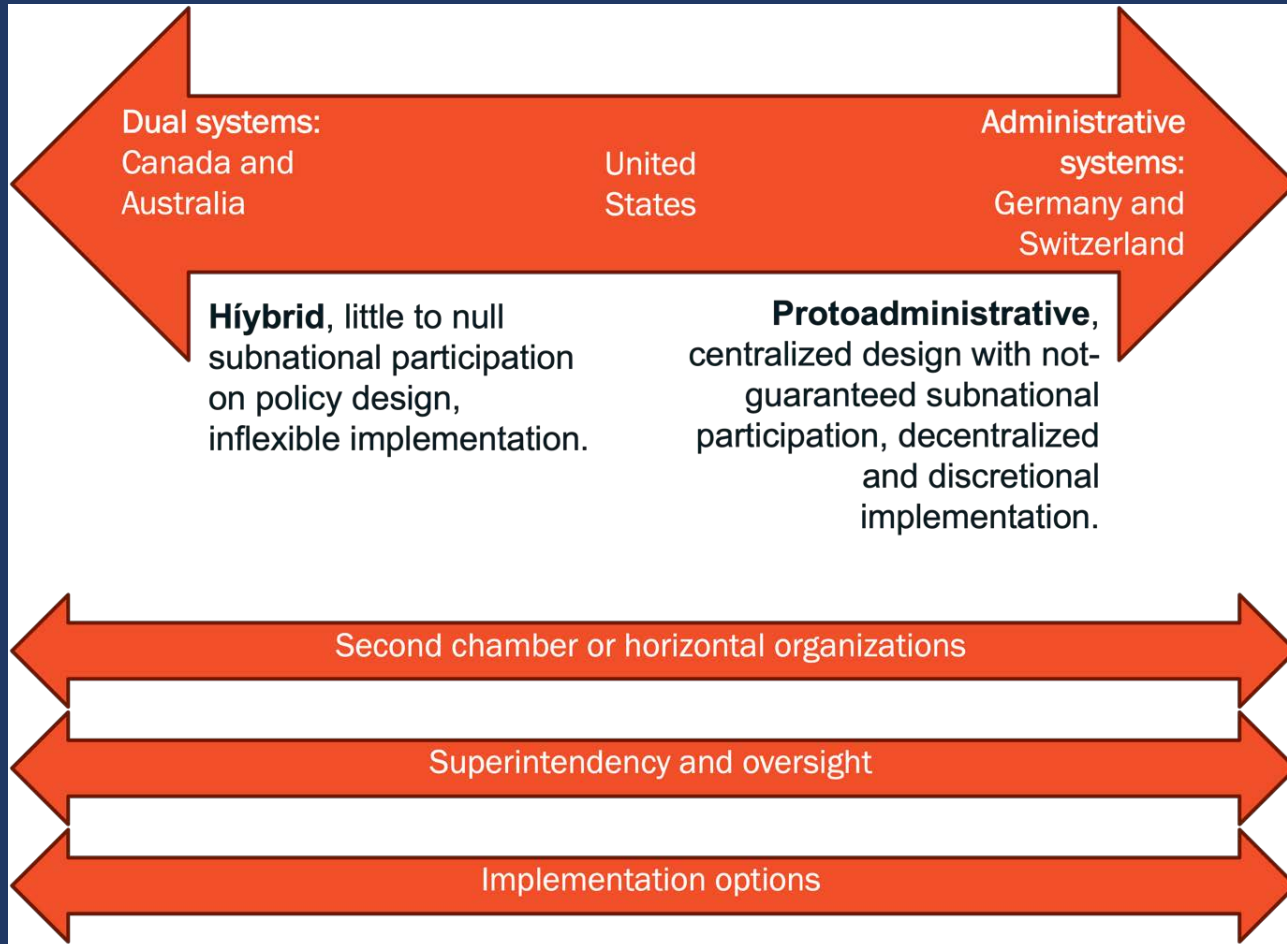 Dual systems:
Canada and
Australia
United
States
Administrative
systems:
Germany and
Switzerland
Híybrid, little to null
subnational participation
on policy design,
inflexible implementation.
Protoadministrative,
centralized design with not-
guaranteed subnational
participation, decentralized
and discretional
implementation.
Second chamber or horizontal organizations
Superintendency and oversight
Implementation options